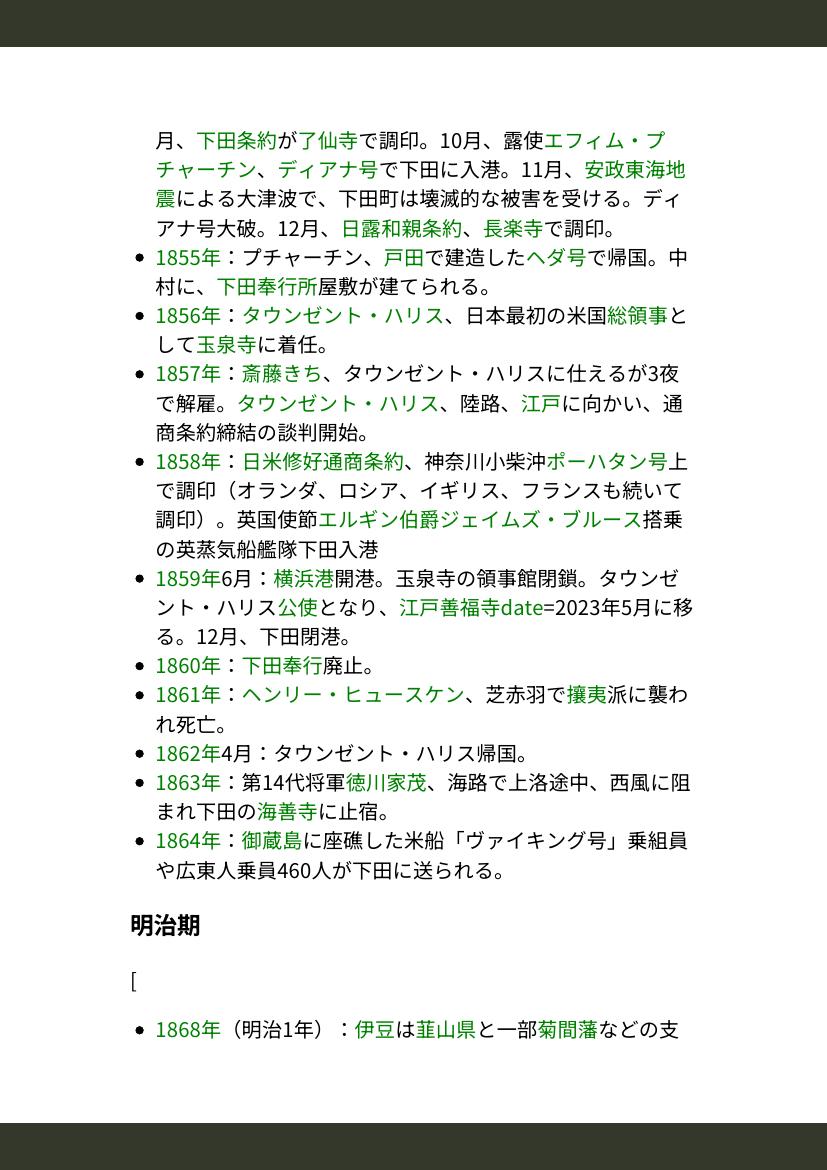 月、下田条約が了仙寺で調印。10月、露使エフィム・プ
チャーチン、ディアナ号で下田に入港。11月、安政東海地
震による大津波で、下田町は壊滅的な被害を受ける。ディ
アナ号大破。12月、日露和親条約、長楽寺で調印。
• 1855年：プチャーチン、戸田で建造したヘダ号で帰国。中
村に、下田奉行所屋敷が建てられる。
• 1856年：タウンゼント・ハリス、日本最初の米国総領事と
して玉泉寺に着任。
• 1857年：斎藤きち、タウンゼント・ハリスに仕えるが3夜
で解雇。タウンゼント・ハリス、陸路、江戸に向かい、通
商条約締結の談判開始。
• 1858年：日米修好通商条約、神奈川小柴沖ポーハタン号上
で調印（オランダ、ロシア、イギリス、フランスも続いて
調印）。英国使節エルギン伯爵ジェイムズ・ブルース搭乗
の英蒸気船艦隊下田入港
• 1859年6月：横浜港開港。玉泉寺の領事館閉鎖。タウンゼ
ント・ハリス公使となり、江戸善福寺date=2023年5月に移
る。12月、下田閉港。
• 1860年：下田奉行廃止。
• 1861年：ヘンリー・ヒュースケン、芝赤羽で攘夷派に襲わ
れ死亡。
• 1862年4月：タウンゼント・ハリス帰国。
• 1863年：第14代将軍徳川家茂、海路で上洛途中、西風に阻
まれ下田の海善寺に止宿。
• 1864年：御蔵島に座礁した米船「ヴァイキング号」乗組員
や広東人乗員460人が下田に送られる。
明治期
[
• 1868年（明治1年）：伊豆は韮山県と一部菊間藩などの支